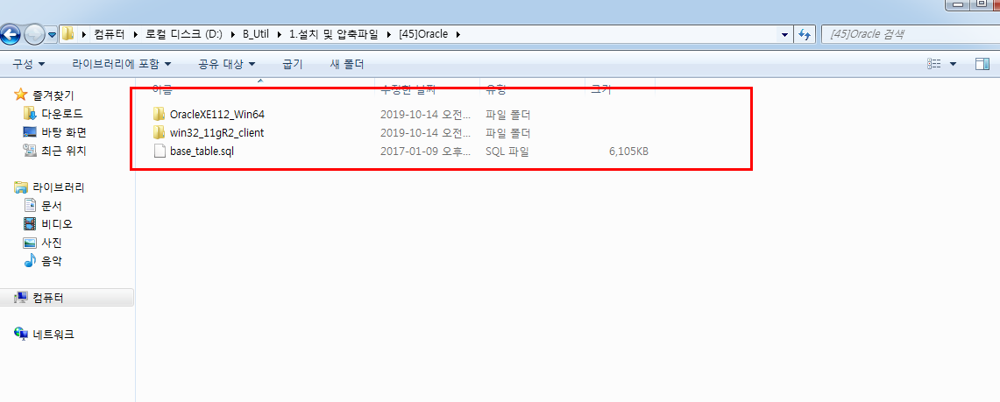 컴퓨터 로컬 디스크 (D:) B_Util 1.설치 및 압축파일 [45]Oracle [45]Oracle 검색
구성 라이브러리에 포함 공유 대상 굽기 새 폴더
이름 수정한 날짜 유형 크기
즐겨찾기
다운로드
바탕 화면
최근 위치
라이브러리
문서
비디오
사진
음악
컴퓨터
네트워크
OracleXE112_Win64 2019-10-14 오전... 파일 폴더
win32_11gR2_client 2019-10-14 오전... 파일 폴더
base_table.sql 2017-01-09 오후... SQL 파일 6,105KB